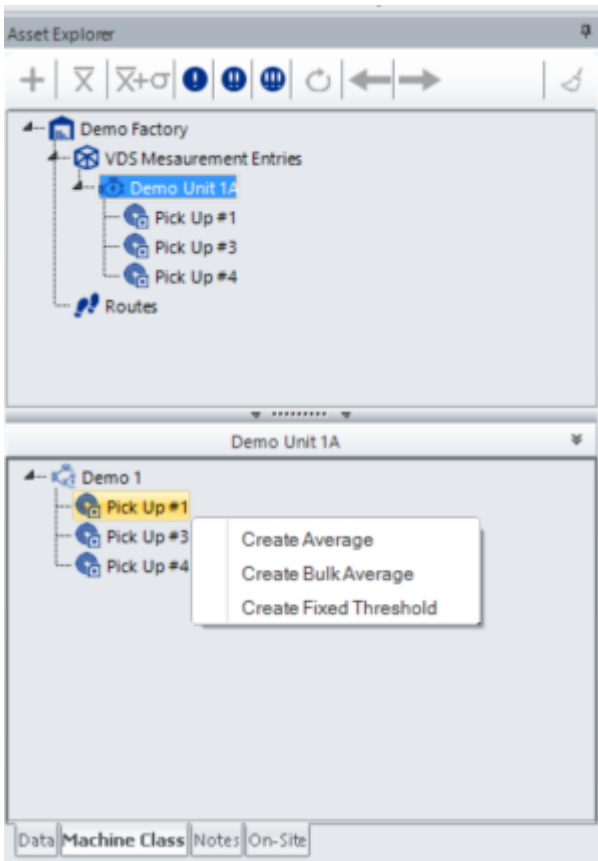 Asset Explorer
+ X̅ X̅+σ
Demo Factory
VDS Mesaurement Entries
Demo Unit 1A
Pick Up #1
Pick Up #3
Pick Up #4
Routes
Demo Unit 1A
Demo 1
Pick Up #1
Pick Up #3
Pick Up #4
Create Average
Create Bulk Average
Create Fixed Threshold
Data Machine Class Notes On-Site